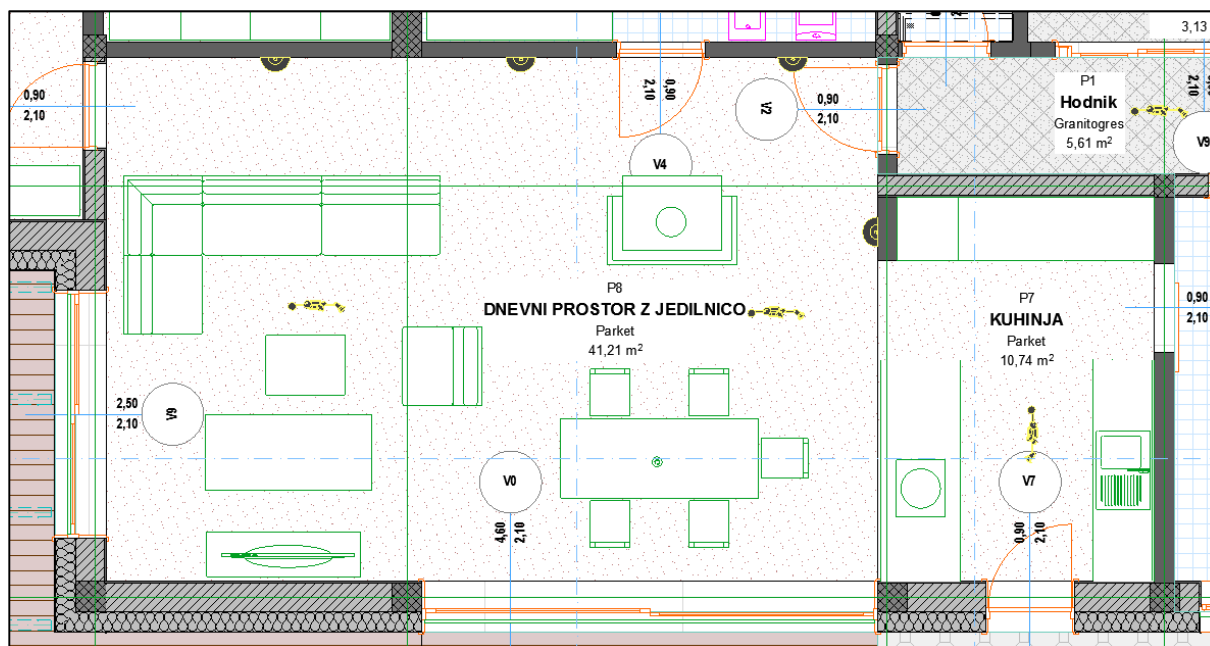 3,13
P1
Hodnik
Granitogres
5,61 m²
0,90
2,10
0,90
2,10
V2
0,90
2,10
V4
V9
P8
DNEVNI PROSTOR Z JEDILNICO
Parket
41,21 m²
P7
KUHINJA
Parket
10,74 m²
0,90
2,10
2,50
2,10
V9
V0
4,60
2,10
V7
0,90
2,10